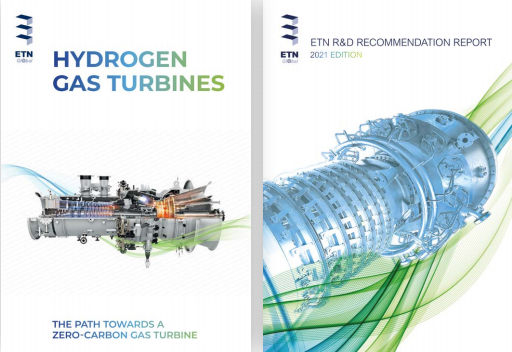 ETN
Global
HYDROGEN
GAS TURBINES
THE PATH TOWARDS A
ZERO-CARBON GAS TURBINE
ETN
Global
ETN R&D RECOMMENDATION REPORT
2021 EDITION